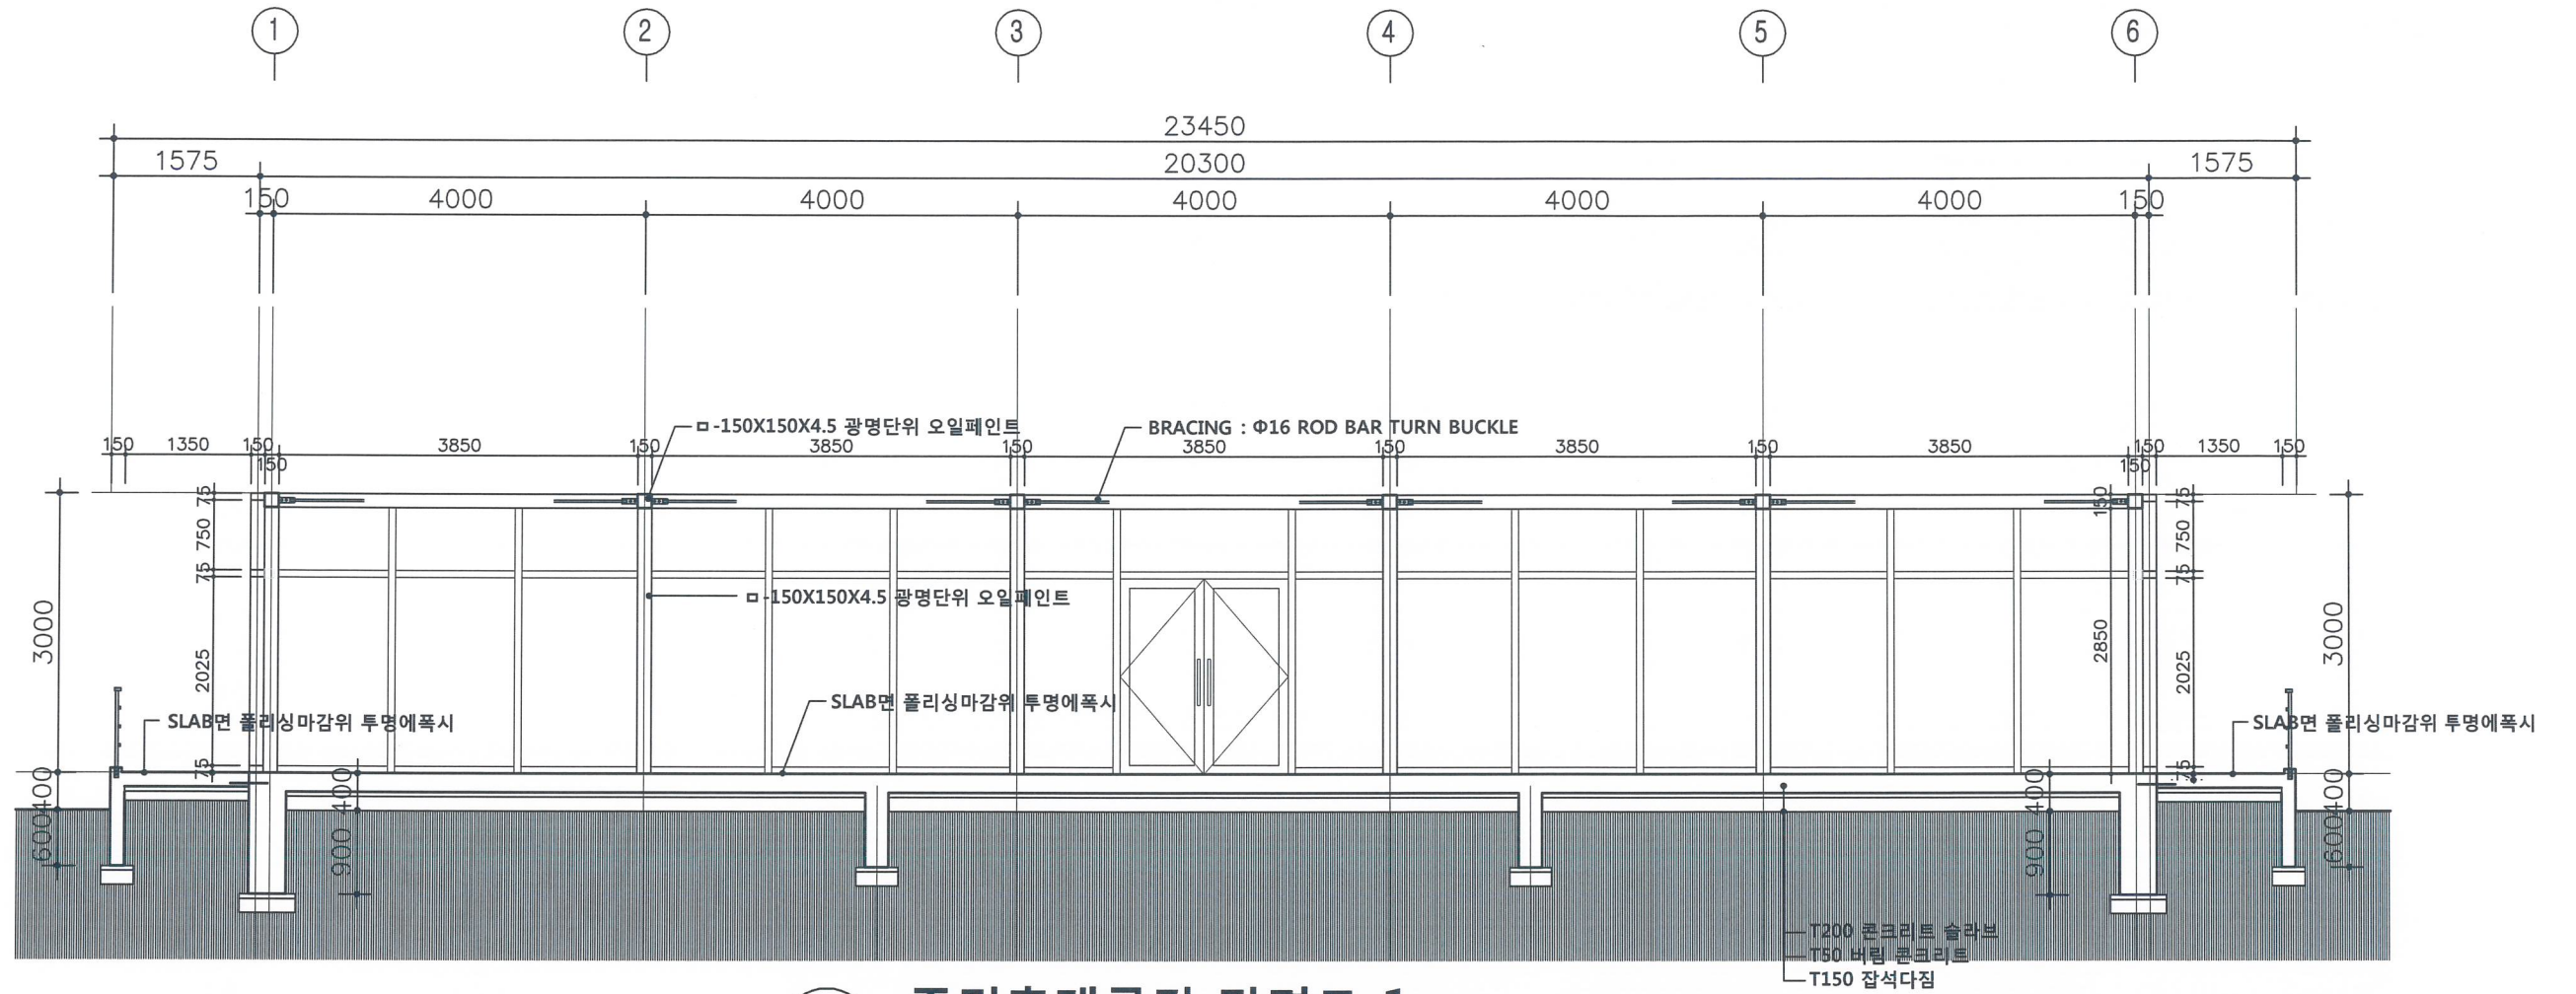 1 2 3 4 5 6
23450
1575 20300 1575
150 4000 4000 4000 4000 4000 150
ㅁ-150X150X4.5 광명단위 오일페인트
BRACING : Φ16 ROD BAR TURN BUCKLE
150 1350 150 3850 150 3850 150 3850 150 3850 150 3850 150 1350 150
150 150
75 150 75
750 750
75 75
ㅁ-150X150X4.5 광명단위 오일페인트
3000 2025 2850 2025 3000
SLAB면 폴리싱마감위 투명에폭시
SLAB면 폴리싱마감위 투명에폭시
SLAB면 폴리싱마감위 투명에폭시
75 75
400 400 400 400
600 900 900 600
T200 콘크리트 슬라브
T50 버림 콘크리트
T150 잡석다짐